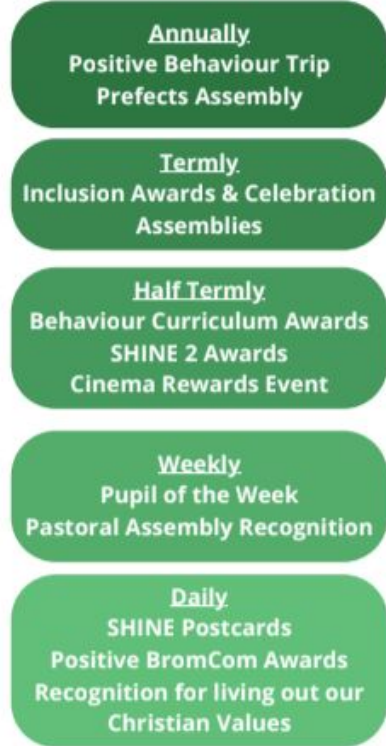 Annually
Positive Behaviour Trip
Prefects Assembly
Termly
Inclusion Awards & Celebration
Assemblies
Half Termly
Behaviour Curriculum Awards
SHINE 2 Awards
Cinema Rewards Event
Weekly
Pupil of the Week
Pastoral Assembly Recognition
Daily
SHINE Postcards
Positive BromCom Awards
Recognition for living out our
Christian Values